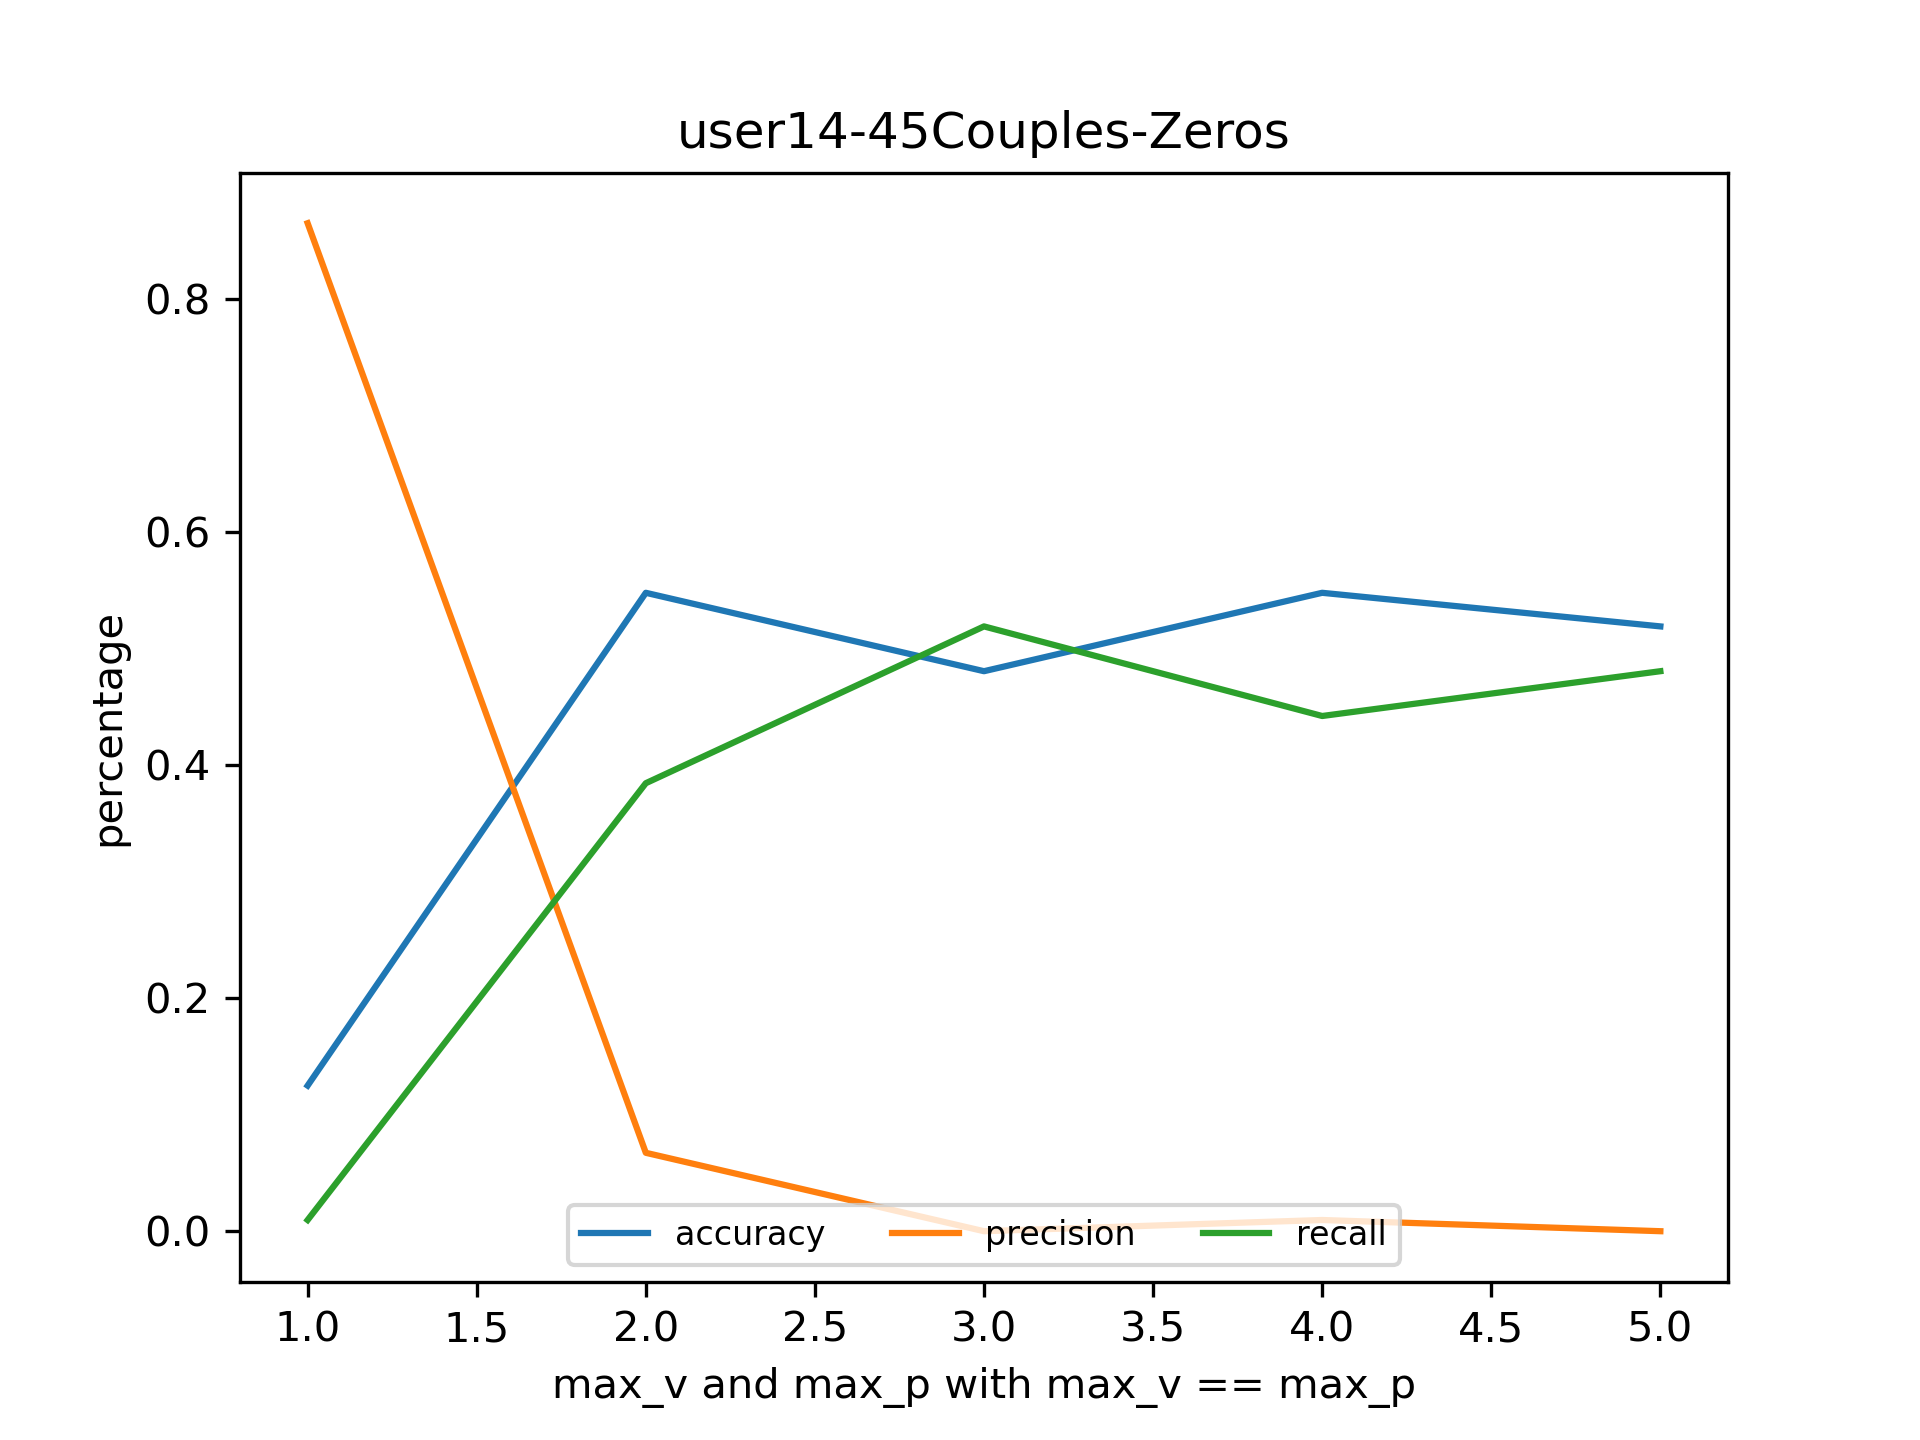 user14-45Couples-Zeros
percentage
0.8
0.6
0.4
0.2
0.0
accuracy precision recall
1.0 1.5 2.0 2.5 3.0 3.5 4.0 4.5 5.0
max_v and max_p with max_v == max_p